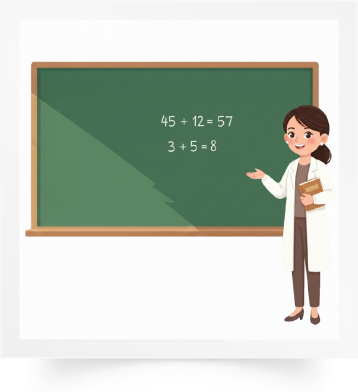 45 + 12 = 57
3 + 5 = 8